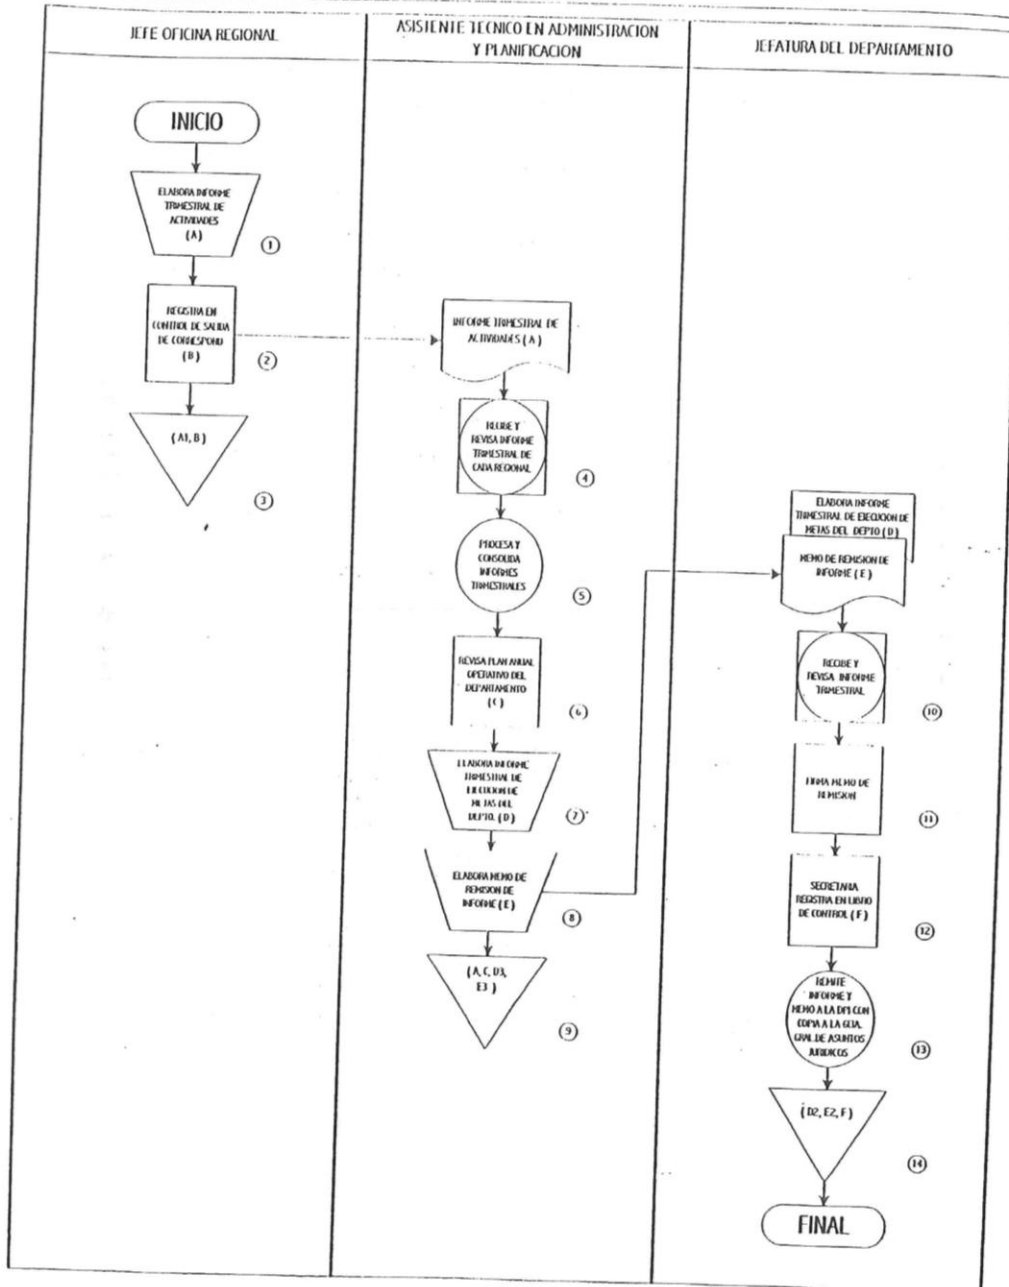 JEFE OFICINA REGIONAL
ASISTENTE TECNICO EN ADMINISTRACION
Y PLANIFICACION
JEFATURA DEL DEPARTAMENTO
INICIO
ELABORA INFORME
TRIMESTRAL DE
ACTIVIDADES
(A)
1
REGISTRA EN
CONTROL DE SALIDA
DE CORRESPOND
(B)
2
(A1, B)
3
INFORME TRIMESTRAL DE
ACTIVIDADES (A)
RECIBE Y
REVISA INFORME
TRIMESTRAL DE
CADA REGIONAL
4
PROCESA Y
CONSOLIDA
INFORMES
TRIMESTRALES
5
REVISA PLAN ANUAL
OPERATIVO DEL
DEPARTAMENTO
(C)
6
ELABORA INFORME
TRIMESTRAL DE
EJECUCION DE
METAS DEL
DEPTO. (D)
7
ELABORA MEMO DE
REMISION DE
INFORME (E)
8
(A, C, D3,
E3)
9
ELABORA INFORME
TRIMESTRAL DE EJECUCION DE
METAS DEL DEPTO (D)
MEMO DE REMISION DE
INFORME (E)
RECIBE Y
REVISA INFORME
TRIMESTRAL
10
FIRMA MEMO DE
REMISION
11
SECRETARIA
REGISTRA EN LIBRO
DE CONTROL (F)
12
REMITE
INFORME Y
MEMO A LA DPI CON
COPIA A LA GCIA.
GRAL. DE ASUNTOS
JURIDICOS
13
(D2, E2, F)
14
FINAL